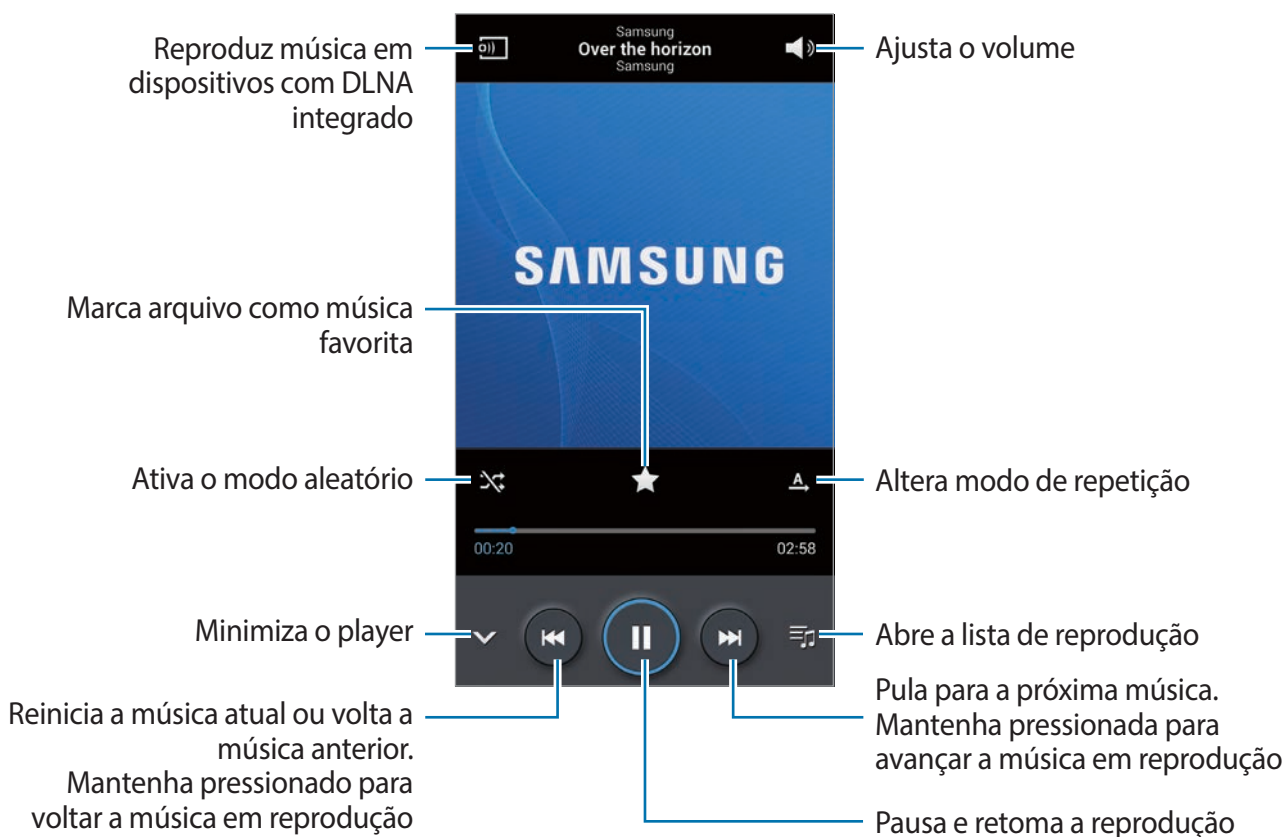 Reproduz música em
dispositivos com DLNA
integrado
Samsung
Over the horizon
Samsung
Ajusta o volume
SAMSUNG
Marca arquivo como música
favorita
Ativa o modo aleatório
A
Altera modo de repetição
00:20
02:58
Minimiza o player
Abre a lista de reprodução
Reinicia a música atual ou volta a
música anterior.
Mantenha pressionado para
voltar a música em reprodução
Pula para a próxima música.
Mantenha pressionada para
avançar a música em reprodução
Pausa e retoma a reprodução